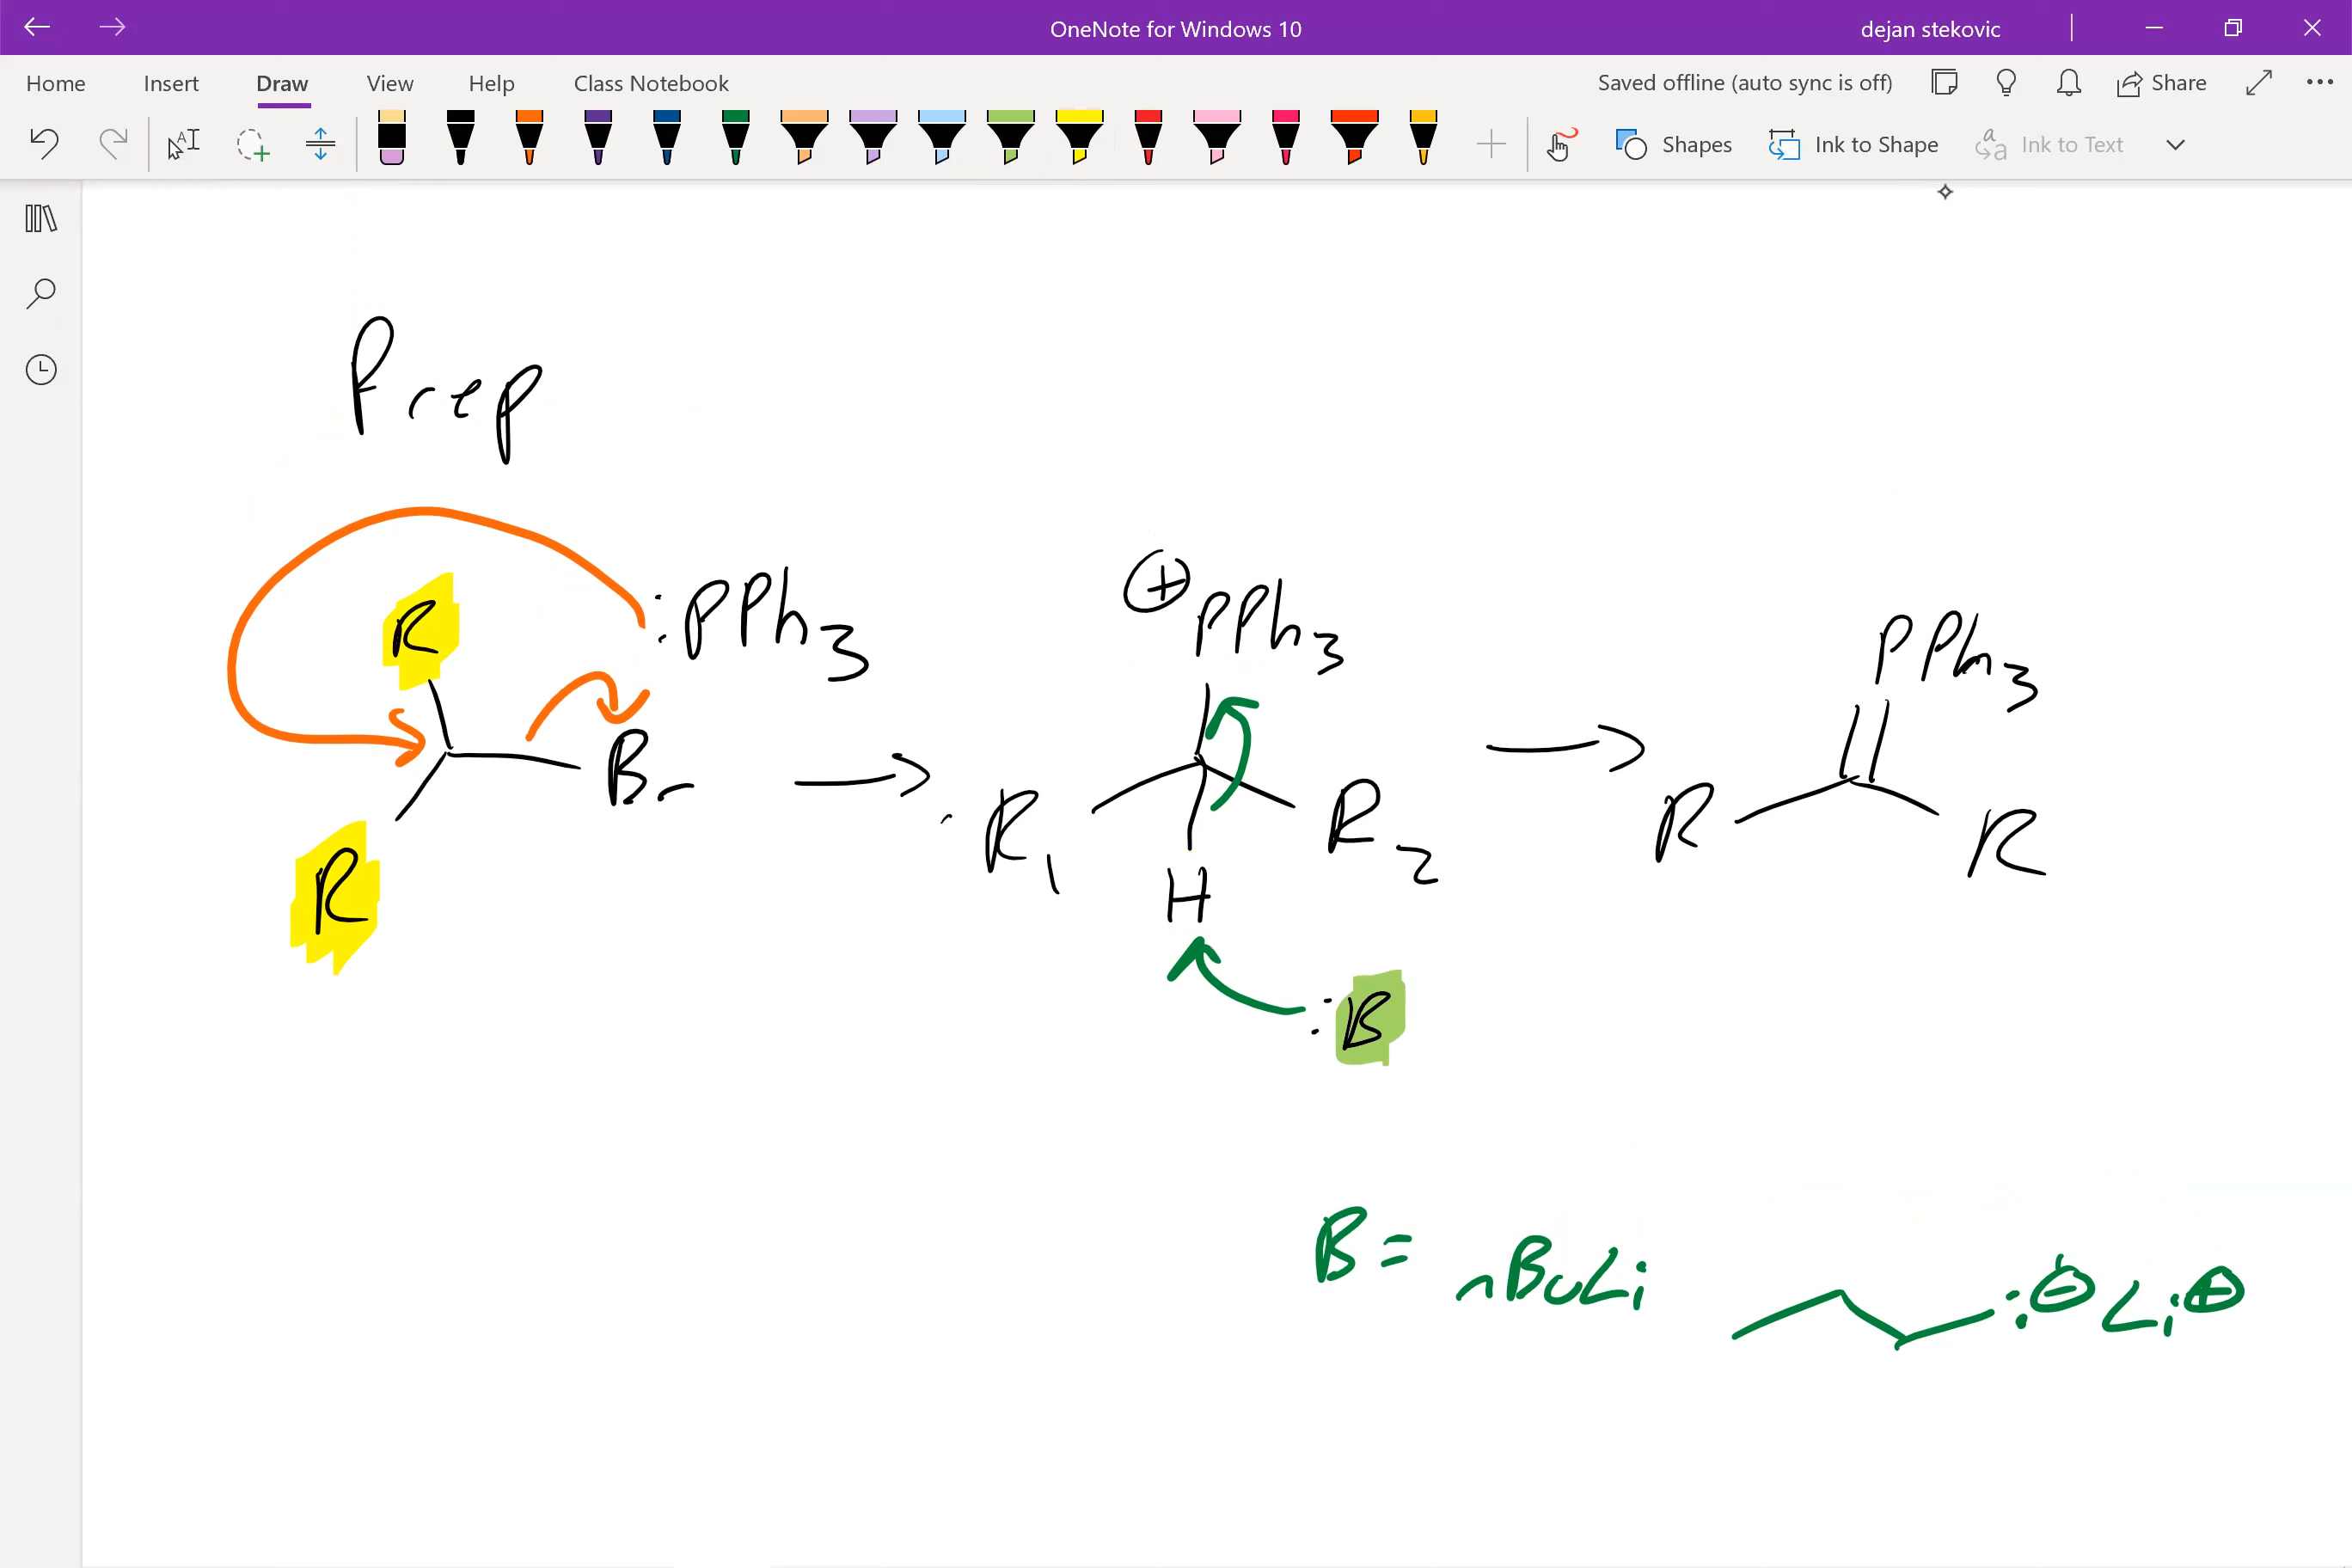 OneNote for Windows 10
dejan stekovic
Home Insert Draw View Help Class Notebook
Saved offline (auto sync is off) Share
Shapes Ink to Shape Ink to Text
Prep
R :PPh3
Br
R
⊕PPh3
R1 R2
H
:B
PPh3
R R
B = nBuLi :⊖ Li⊕